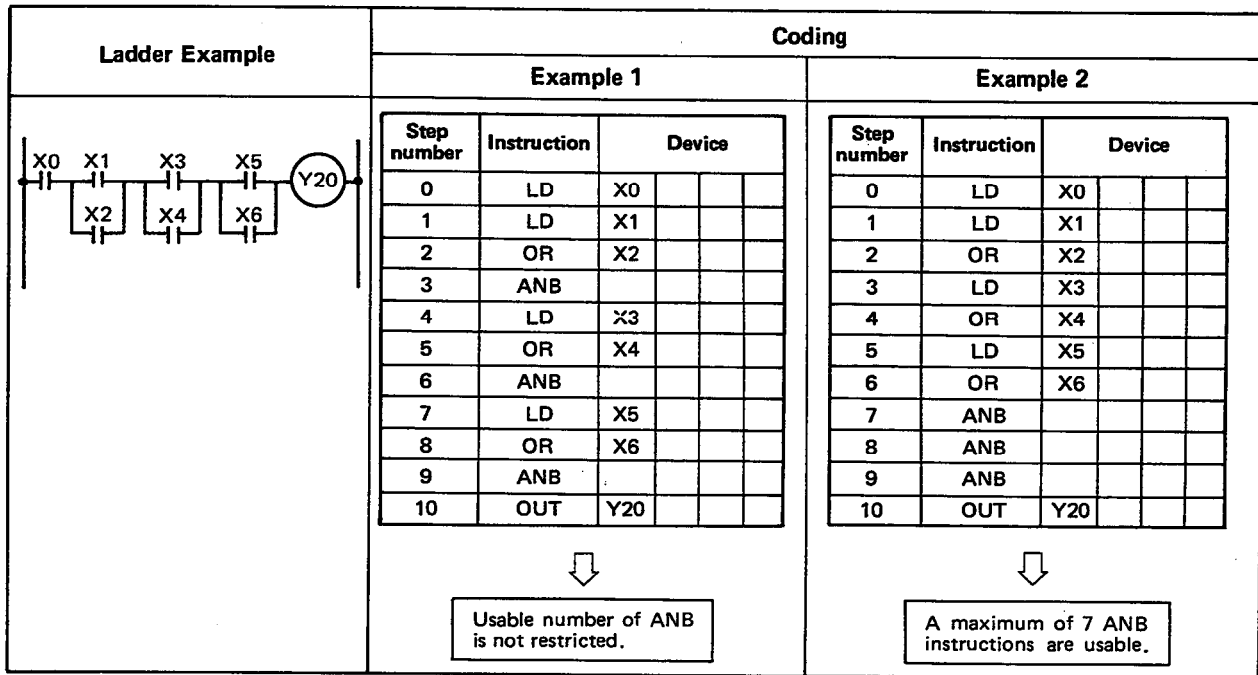 Ladder Example
Coding
Example 1
Example 2
X0 X1 X3 X5 Y20
X2 X4 X6
Step number Instruction Device
0 LD X0
1 LD X1
2 OR X2
3 ANB
4 LD X3
5 OR X4
6 ANB
7 LD X5
8 OR X6
9 ANB
10 OUT Y20
Usable number of ANB
is not restricted.
Step number Instruction Device
0 LD X0
1 LD X1
2 OR X2
3 LD X3
4 OR X4
5 LD X5
6 OR X6
7 ANB
8 ANB
9 ANB
10 OUT Y20
A maximum of 7 ANB
instructions are usable.